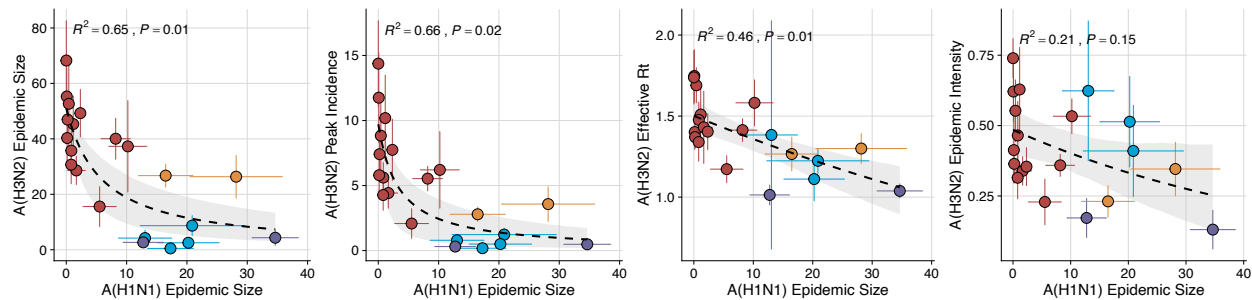 R² = 0.65 , P = 0.01
A(H3N2) Epidemic Size
80
60
40
20
0
0 10 20 30 40
A(H1N1) Epidemic Size
R² = 0.66 , P = 0.02
A(H3N2) Peak Incidence
15
10
5
0
0 10 20 30 40
A(H1N1) Epidemic Size
R² = 0.46 , P = 0.01
A(H3N2) Effective Rt
2.0
1.5
1.0
0 10 20 30 40
A(H1N1) Epidemic Size
R² = 0.21 , P = 0.15
A(H3N2) Epidemic Intensity
0.75
0.50
0.25
0 10 20 30 40
A(H1N1) Epidemic Size